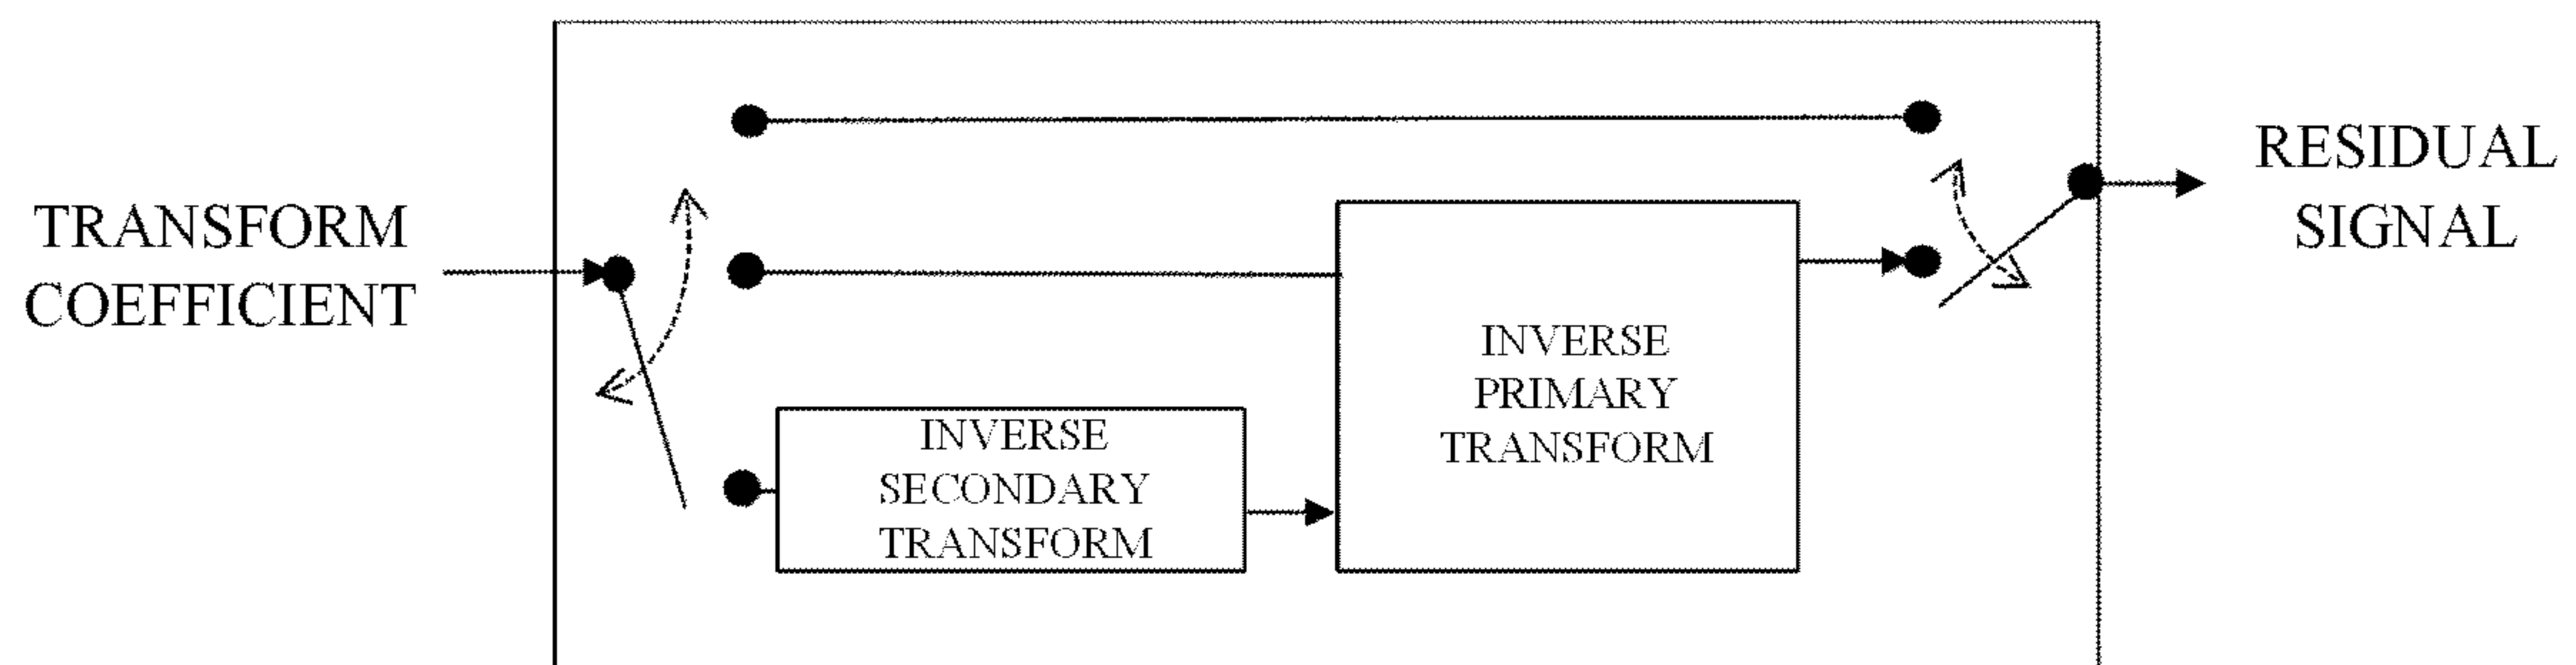 TRANSFORM
COEFFICIENT
INVERSE
SECONDARY
TRANSFORM
INVERSE
PRIMARY
TRANSFORM
RESIDUAL
SIGNAL